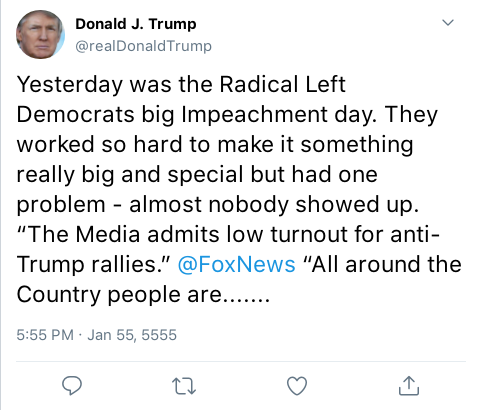 Donald J. Trump
@realDonaldTrump
Yesterday was the Radical Left
Democrats big Impeachment day. They
worked so hard to make it something
really big and special but had one
problem - almost nobody showed up.
“The Media admits low turnout for anti-
Trump rallies.” @FoxNews “All around the
Country people are.......
5:55 PM · Jan 55, 5555